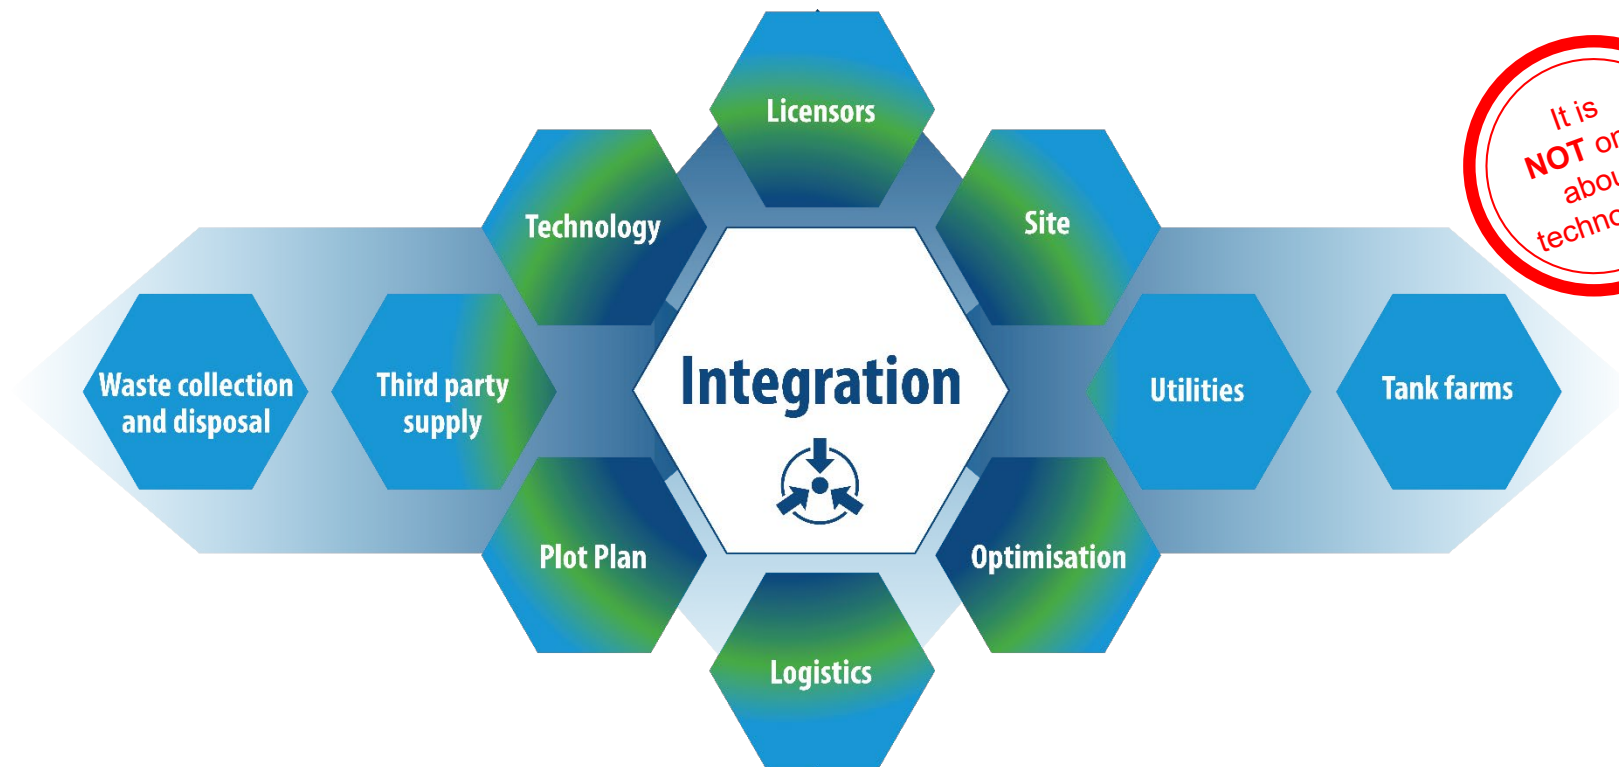 Licensors
It is
NOT
technology
Technology
Site
Waste collection
and disposal
Third party
supply
Integration
Utilities
Tank farms
Plot Plan
Optimisation
Logistics